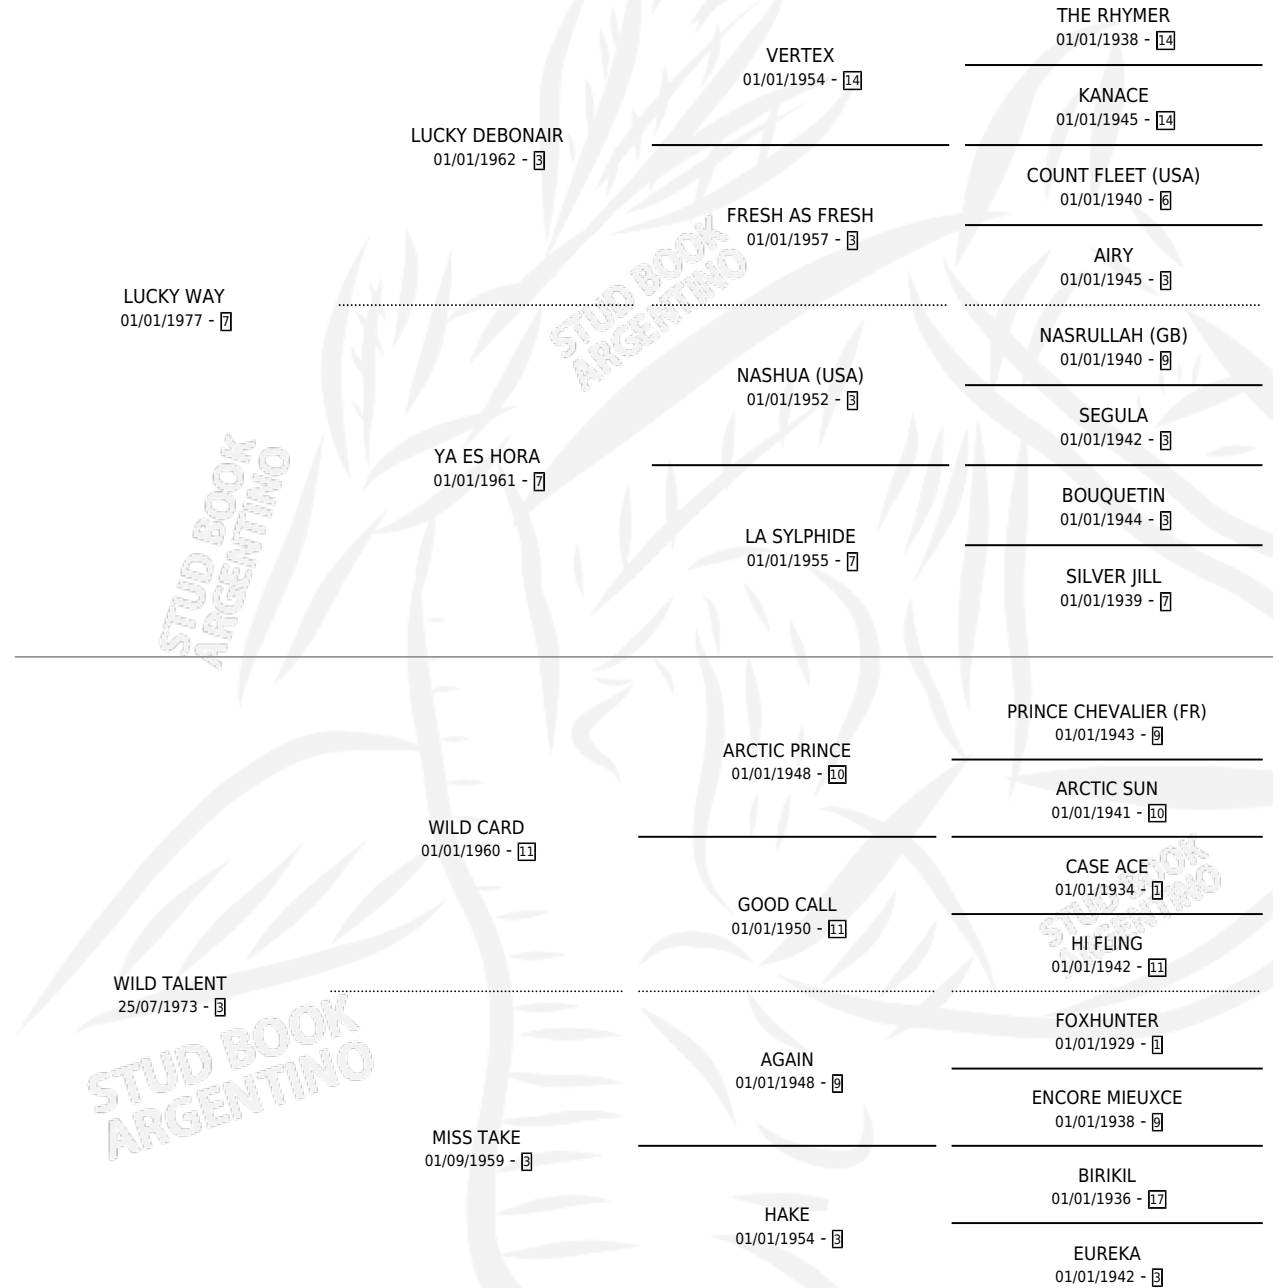 THE RHYMER
01/01/1938 - 14
VERTEX
01/01/1954 - 14
KANACE
01/01/1945 - 14
LUCKY DEBONAIR
01/01/1962 - 3
COUNT FLEET (USA)
01/01/1940 - 6
FRESH AS FRESH
01/01/1957 - 3
AIRY
01/01/1945 - 3
LUCKY WAY
01/01/1977 - 7
NASRULLAH (GB)
01/01/1940 - 9
NASHUA (USA)
01/01/1952 - 3
SEGULA
01/01/1942 - 3
YA ES HORA
01/01/1961 - 7
BOUQUETIN
01/01/1944 - 3
LA SYLPHIDE
01/01/1955 - 7
SILVER JILL
01/01/1939 - 7
PRINCE CHEVALIER (FR)
01/01/1943 - 9
ARCTIC PRINCE
01/01/1948 - 10
ARCTIC SUN
01/01/1941 - 10
WILD CARD
01/01/1960 - 11
CASE ACE
01/01/1934 - 1
GOOD CALL
01/01/1950 - 11
HI FLING
01/01/1942 - 11
WILD TALENT
25/07/1973 - 3
FOXHUNTER
01/01/1929 - 1
AGAIN
01/01/1948 - 9
ENCORE MIEUXCE
01/01/1938 - 9
MISS TAKE
01/09/1959 - 3
BIRIKIL
01/01/1936 - 17
HAKE
01/01/1954 - 3
EUREKA
01/01/1942 - 3
STUD BOOK
ARGENTINO
STUD BOOK
ARGENTINO
STUD BOOK
ARGENTINO
STUD BOOK
ARGENTINO